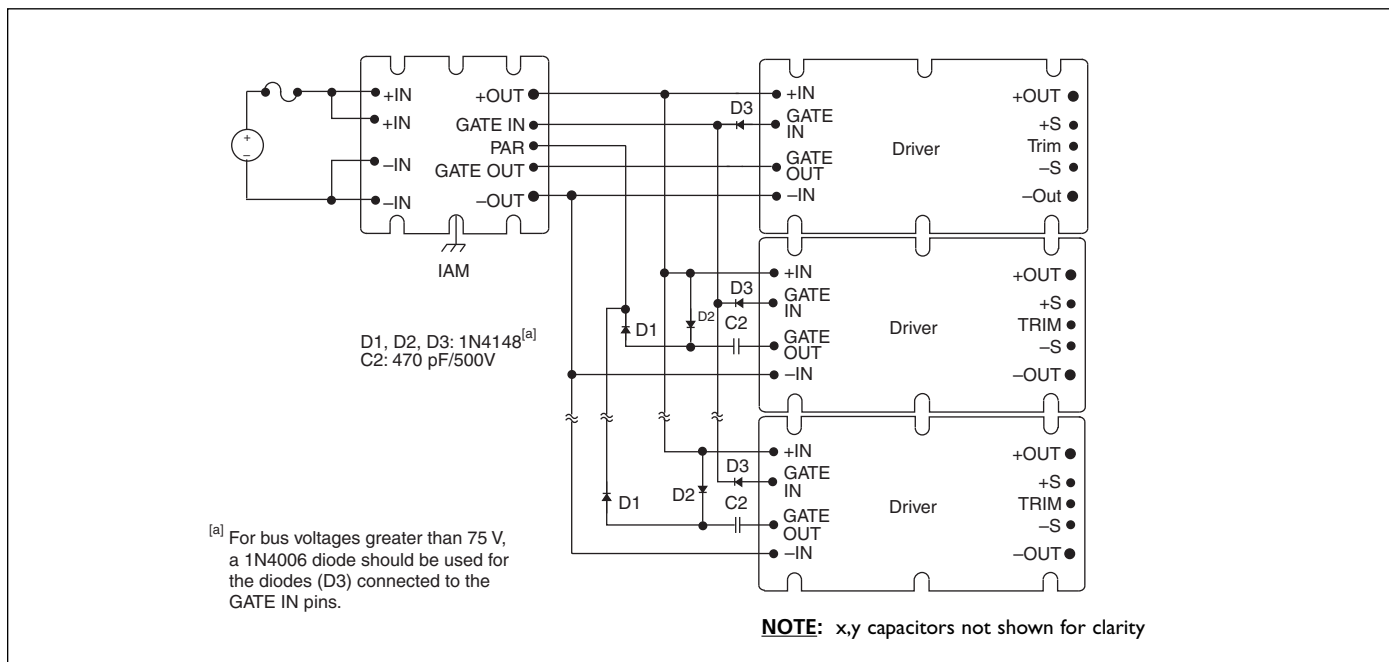 +IN
+IN
–IN
–IN
+OUT
GATE IN
PAR
GATE OUT
–OUT
IAM
+
–
D3
+IN
GATE
IN
GATE
OUT
–IN
Driver
+OUT
+S
Trim
–S
–Out
D1
D2
D3
C2
+IN
GATE
IN
GATE
OUT
–IN
Driver
+OUT
+S
TRIM
–S
–OUT
D1, D2, D3: 1N4148[a]
C2: 470 pF/500V
D1
D2
D3
C2
+IN
GATE
IN
GATE
OUT
–IN
Driver
+OUT
+S
TRIM
–S
–OUT
[a] For bus voltages greater than 75 V,
a 1N4006 diode should be used for
the diodes (D3) connected to the
GATE IN pins.
NOTE: x,y capacitors not shown for clarity